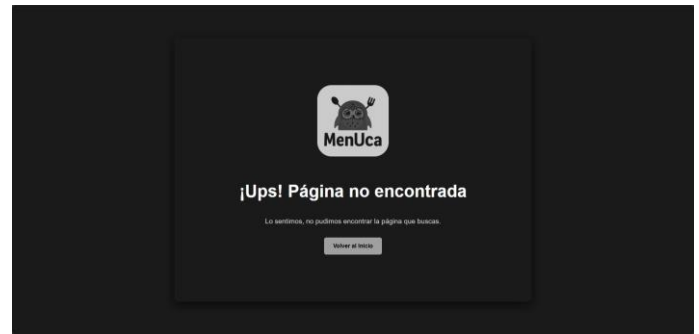 MenUca
¡Ups! Página no encontrada
Lo sentimos, no pudimos encontrar la página que buscas.
Volver al Inicio